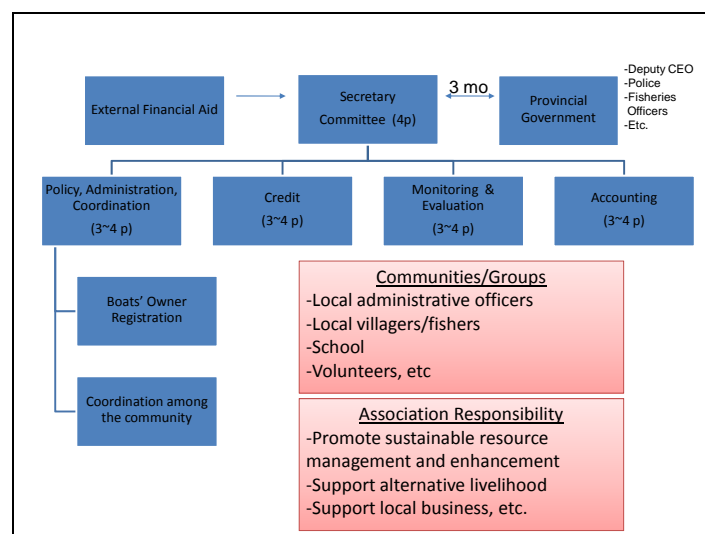 External Financial Aid
Secretary
Committee (4p)
3 mo
Provincial
Government
-Deputy CEO
-Police
-Fisheries
Officers
-Etc.
Policy, Administration,
Coordination
(3~4 p)
Credit
(3~4 p)
Monitoring &
Evaluation
(3~4 p)
Accounting
(3~4 p)
Boats’ Owner
Registration
Coordination among
the community
Communities/Groups
-Local administrative officers
-Local villagers/fishers
-School
-Volunteers, etc
Association Responsibility
-Promote sustainable resource
management and enhancement
-Support alternative livelihood
-Support local business, etc.